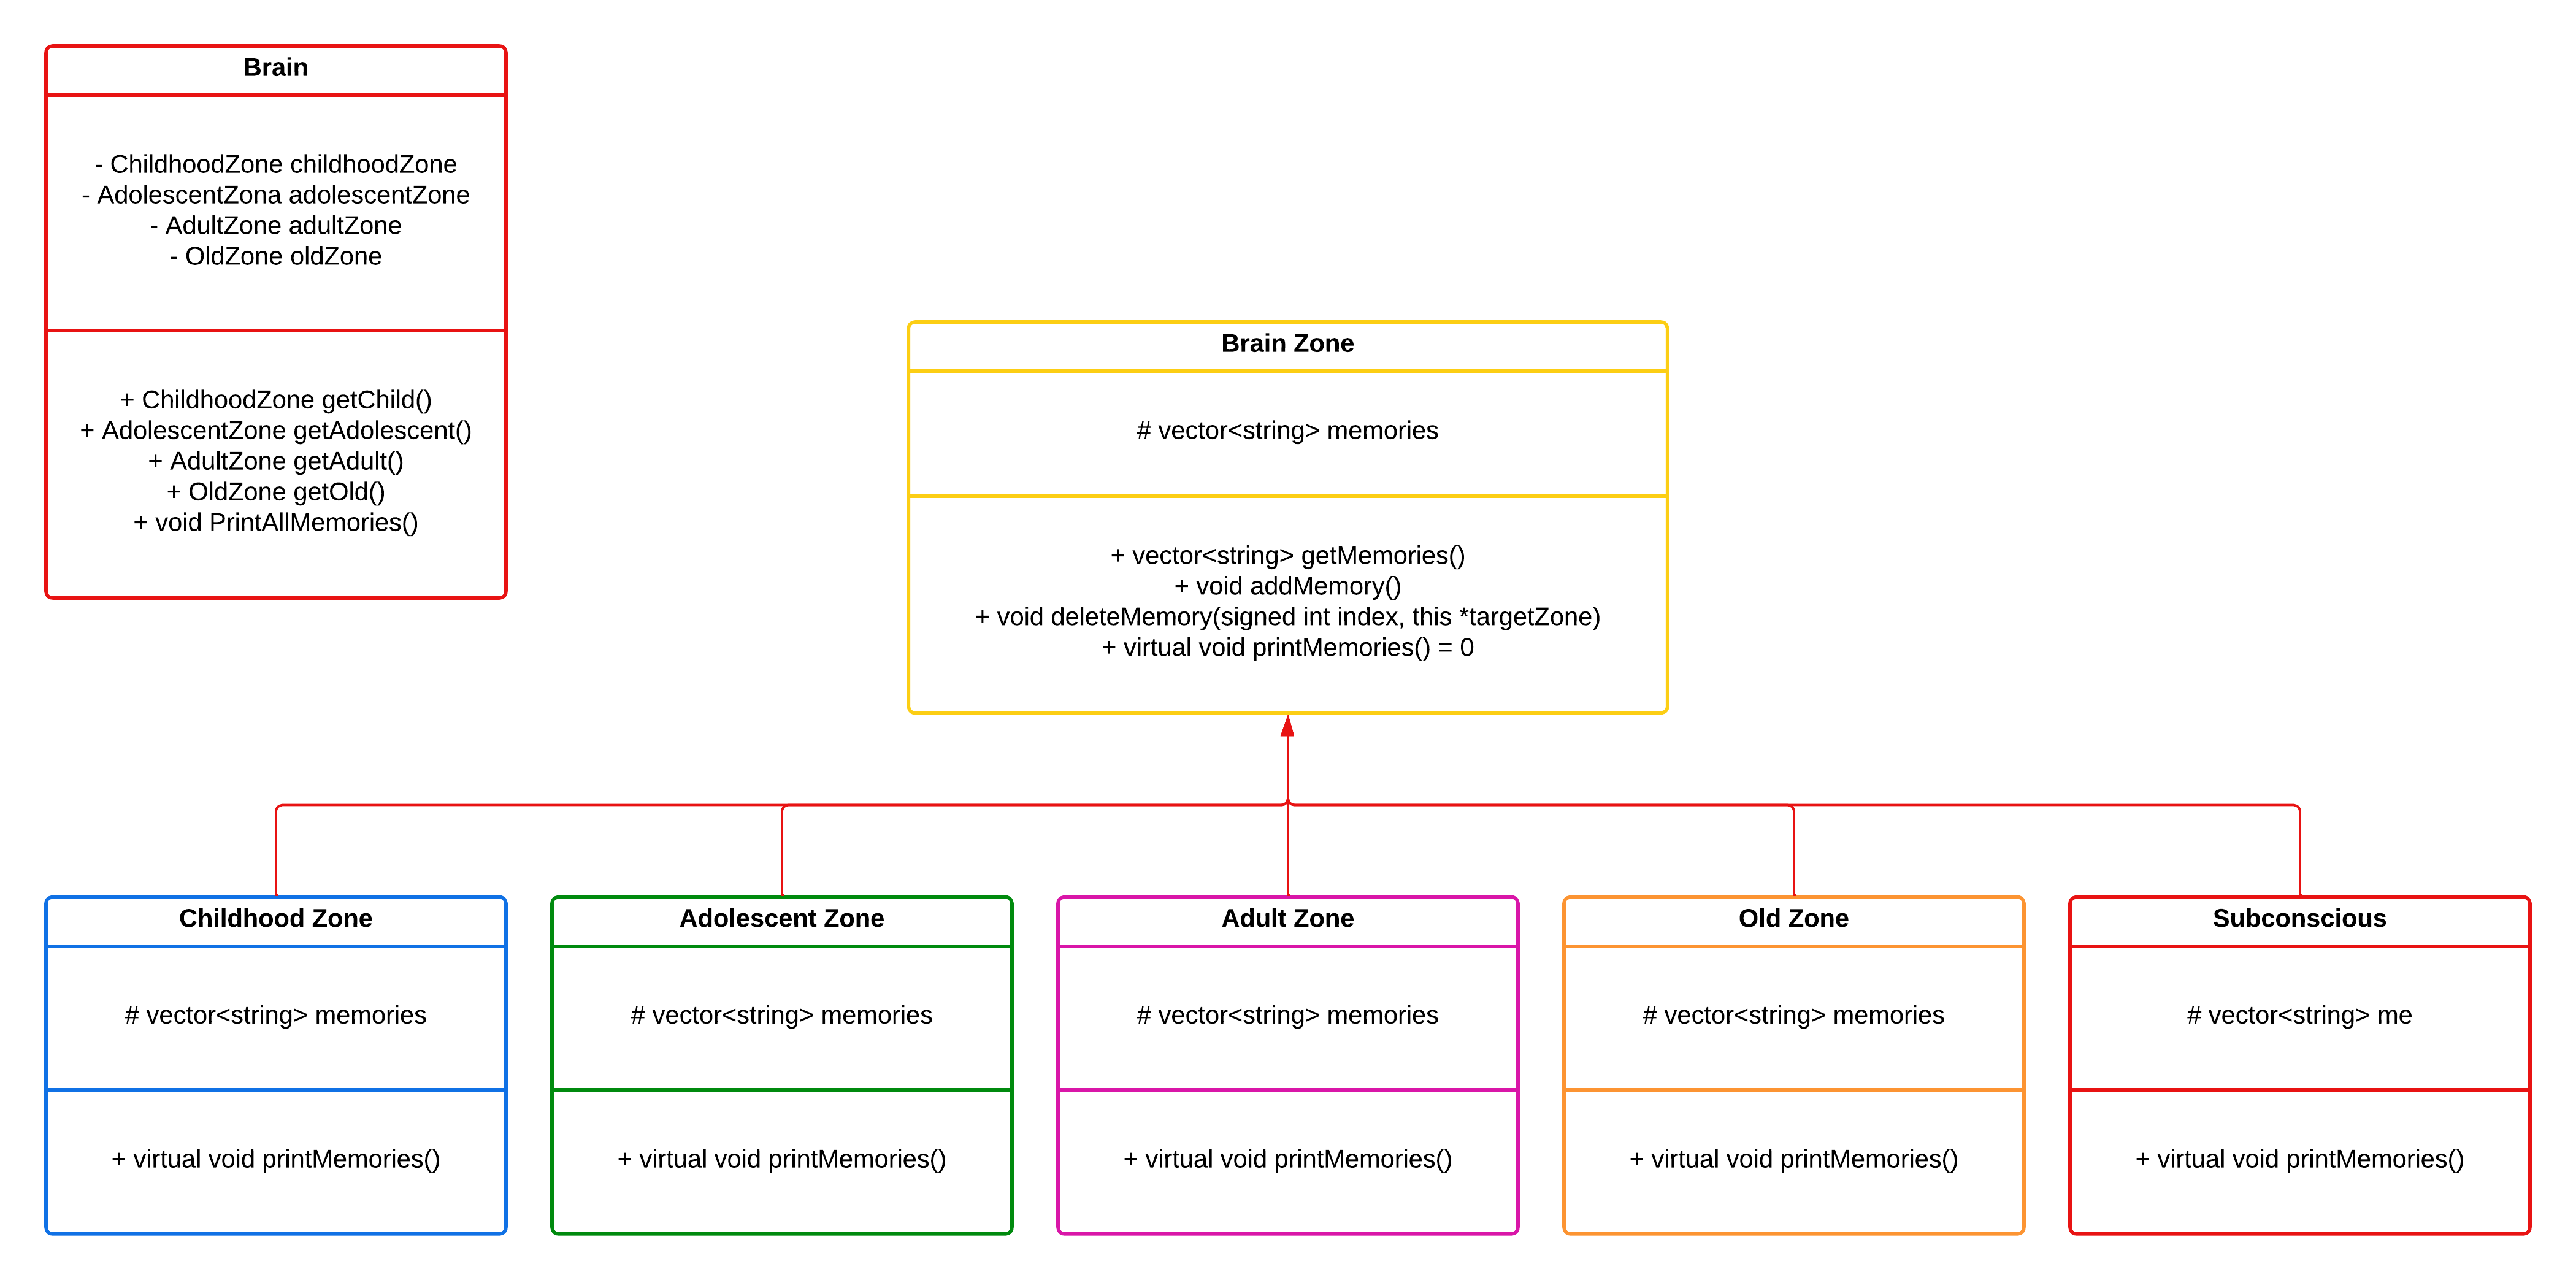 Brain
- ChildhoodZone childhoodZone
- AdolescentZona adolescentZone
- AdultZone adultZone
- OldZone oldZone
+ ChildhoodZone getChild()
+ AdolescentZone getAdolescent()
+ AdultZone getAdult()
+ OldZone getOld()
+ void PrintAllMemories()
Brain Zone
# vector<string> memories
+ vector<string> getMemories()
+ void addMemory()
+ void deleteMemory(signed int index, this *targetZone)
+ virtual void printMemories() = 0
Childhood Zone
# vector<string> memories
+ virtual void printMemories()
Adolescent Zone
# vector<string> memories
+ virtual void printMemories()
Adult Zone
# vector<string> memories
+ virtual void printMemories()
Old Zone
# vector<string> memories
+ virtual void printMemories()
Subconscious
# vector<string> me
+ virtual void printMemories()